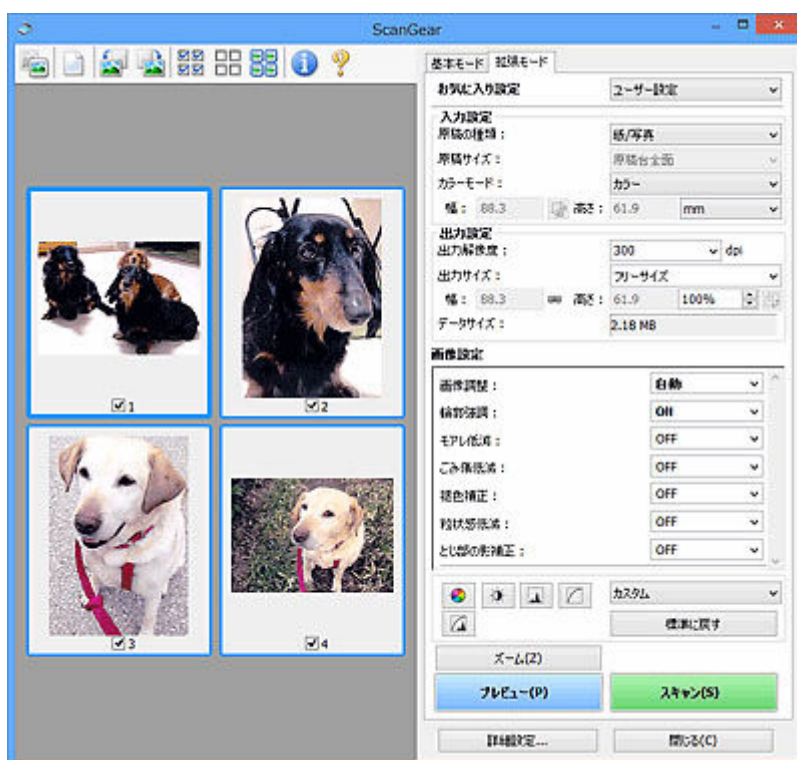 ScanGear
基本モード 拡張モード
お気に入り設定 ユーザー設定
入力設定
原稿の種類： 紙/写真
原稿サイズ： 原稿台全面
カラーモード： カラー
幅： 88.3 高さ： 61.9 mm
出力設定
出力解像度： 300 dpi
出力サイズ： フリーサイズ
幅： 88.3 高さ： 61.9 100%
データサイズ： 2.18 MB
画像設定
画像調整： 自動
輪郭強調： ON
モアレ低減： OFF
ごみ傷低減： OFF
褪色補正： OFF
粒状感低減： OFF
とじ部の影補正： OFF
カスタム
標準に戻す
ズーム(Z)
プレビュー(P) スキャン(S)
詳細設定... 閉じる(C)
1
2
3
4